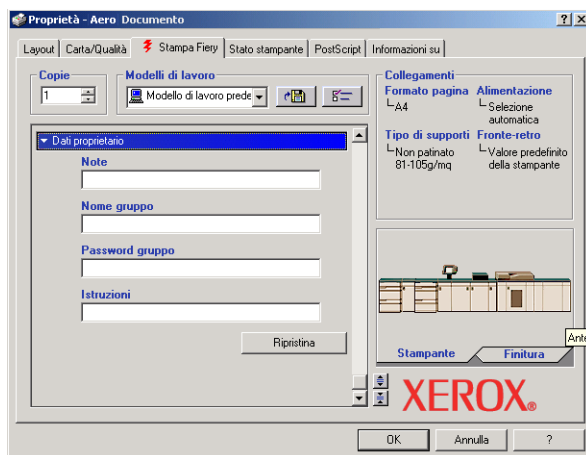 Proprietà - Aero Documento
Layout Carta/Qualità Stampa Fiery Stato stampante PostScript Informazioni su
Copie
1
Modelli di lavoro
Modello di lavoro prede
Dati proprietario
Note
Nome gruppo
Password gruppo
Istruzioni
Ripristina
Collegamenti
Formato pagina Alimentazione
A4 Selezione
automatica
Tipo di supporti Fronte-retro
Non patinato Valore predefinito
81-105g/mq della stampante
Ante
Stampante Finitura
XEROX®
OK Annulla ?